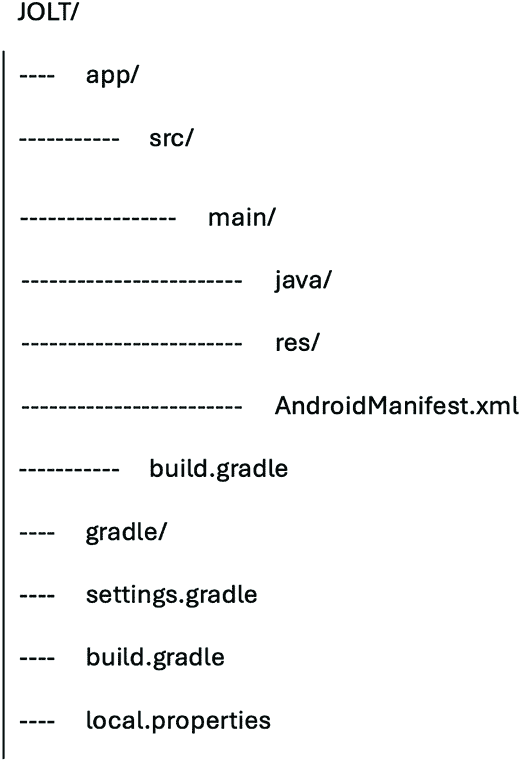 JOLT/
---- app/
----------- src/
----------------- main/
------------------------ java/
------------------------ res/
------------------------ AndroidManifest.xml
----------- build.gradle
---- gradle/
---- settings.gradle
---- build.gradle
---- local.properties